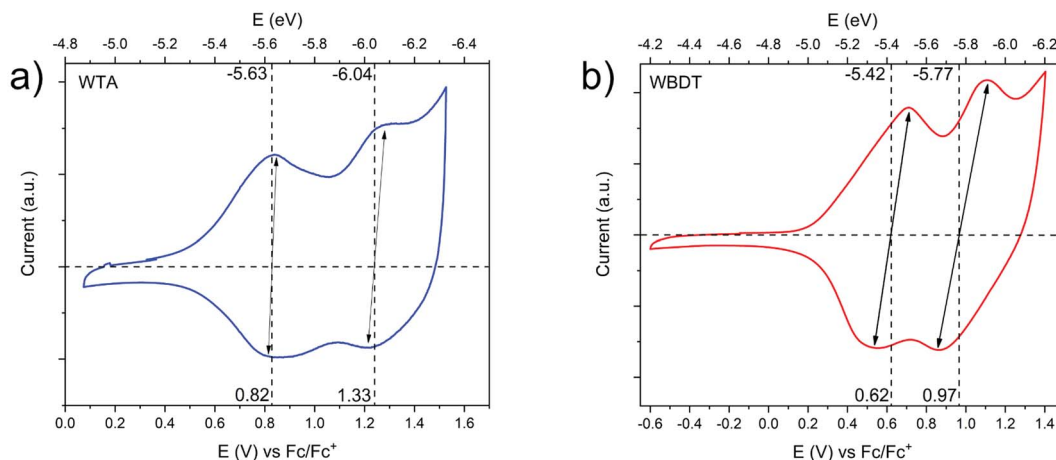 a)
E (eV)
-4.8 -5.0 -5.2 -5.4 -5.6 -5.8 -6.0 -6.2 -6.4
WTA
-5.63 -6.04
Current (a.u.)
0.82 1.33
0.0 0.2 0.4 0.6 0.8 1.0 1.2 1.4 1.6
E (V) vs Fc/Fc⁺
b)
E (eV)
-4.2 -4.4 -4.6 -4.8 -5.0 -5.2 -5.4 -5.6 -5.8 -6.0 -6.2
WBDT
-5.42 -5.77
Current (a.u.)
0.62 0.97
-0.6 -0.4 -0.2 0.0 0.2 0.4 0.6 0.8 1.0 1.2 1.4
E (V) vs Fc/Fc⁺